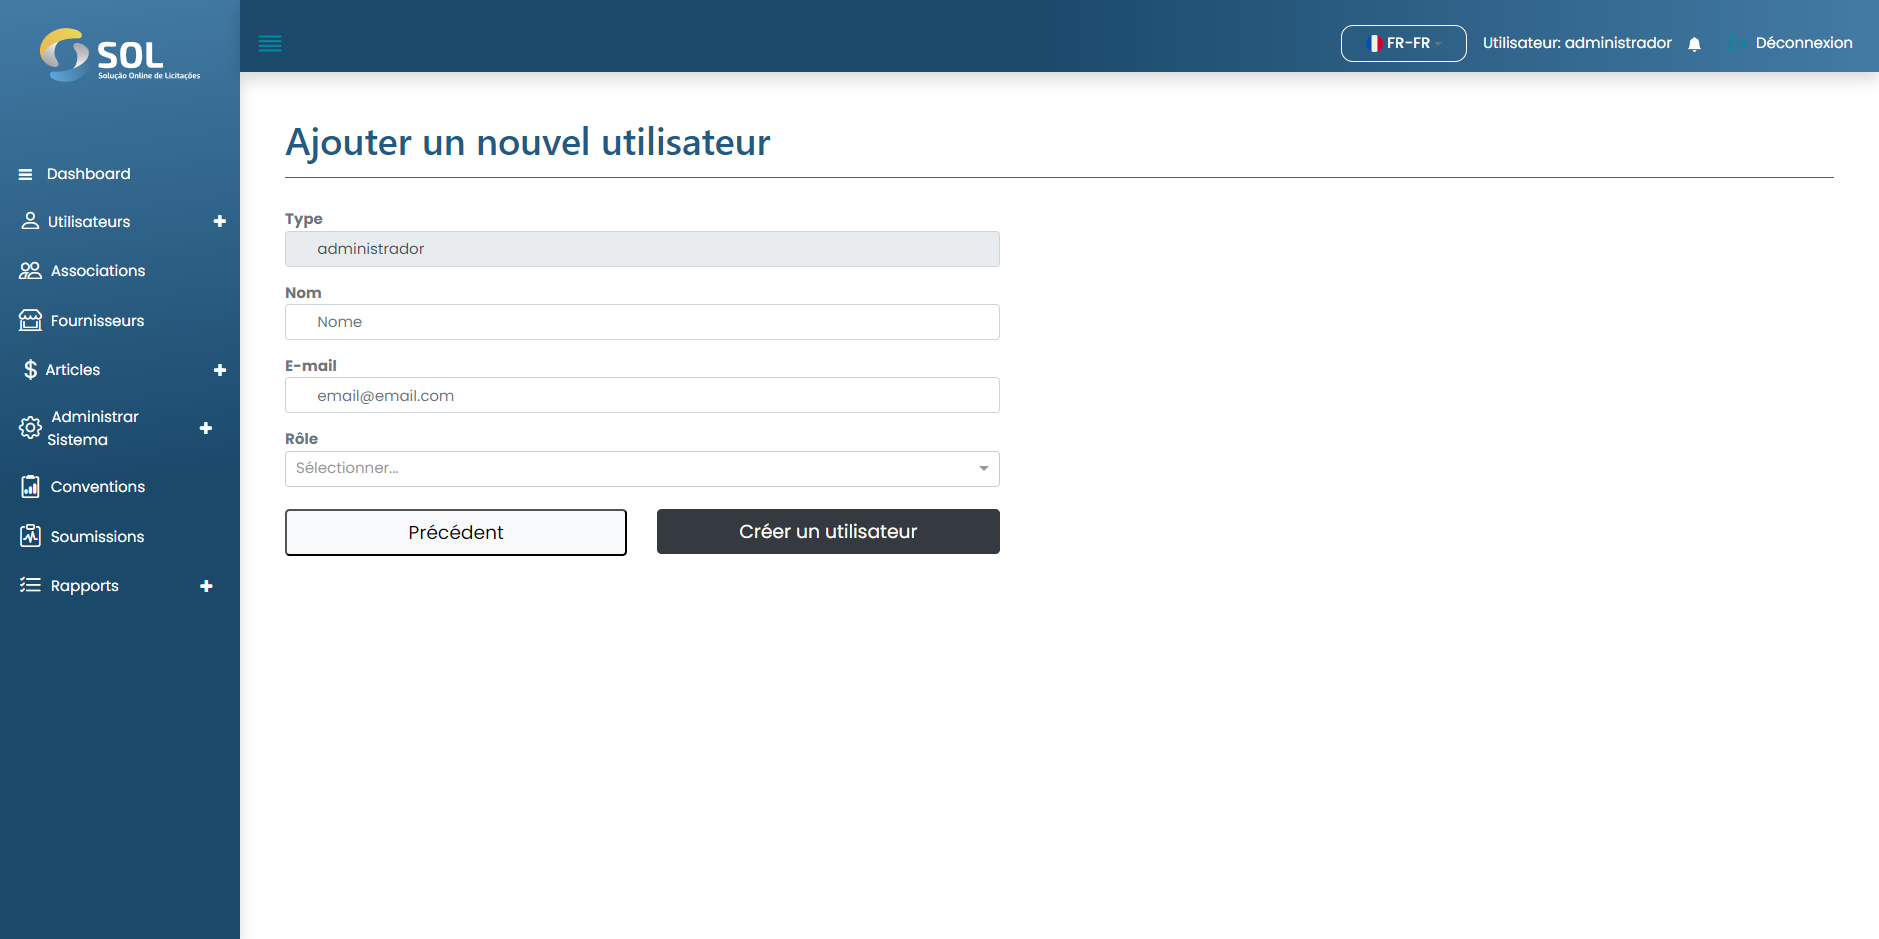 SOL
Solução Online de Licitações
FR-FR
Utilisateur: administrador
Déconnexion
Dashboard
Utilisateurs
Associations
Fournisseurs
Articles
Administrar
Sistema
Conventions
Soumissions
Rapports
Ajouter un nouvel utilisateur
Type
administrador
Nom
Nome
E-mail
email@email.com
Rôle
Sélectionner...
Précédent
Créer un utilisateur